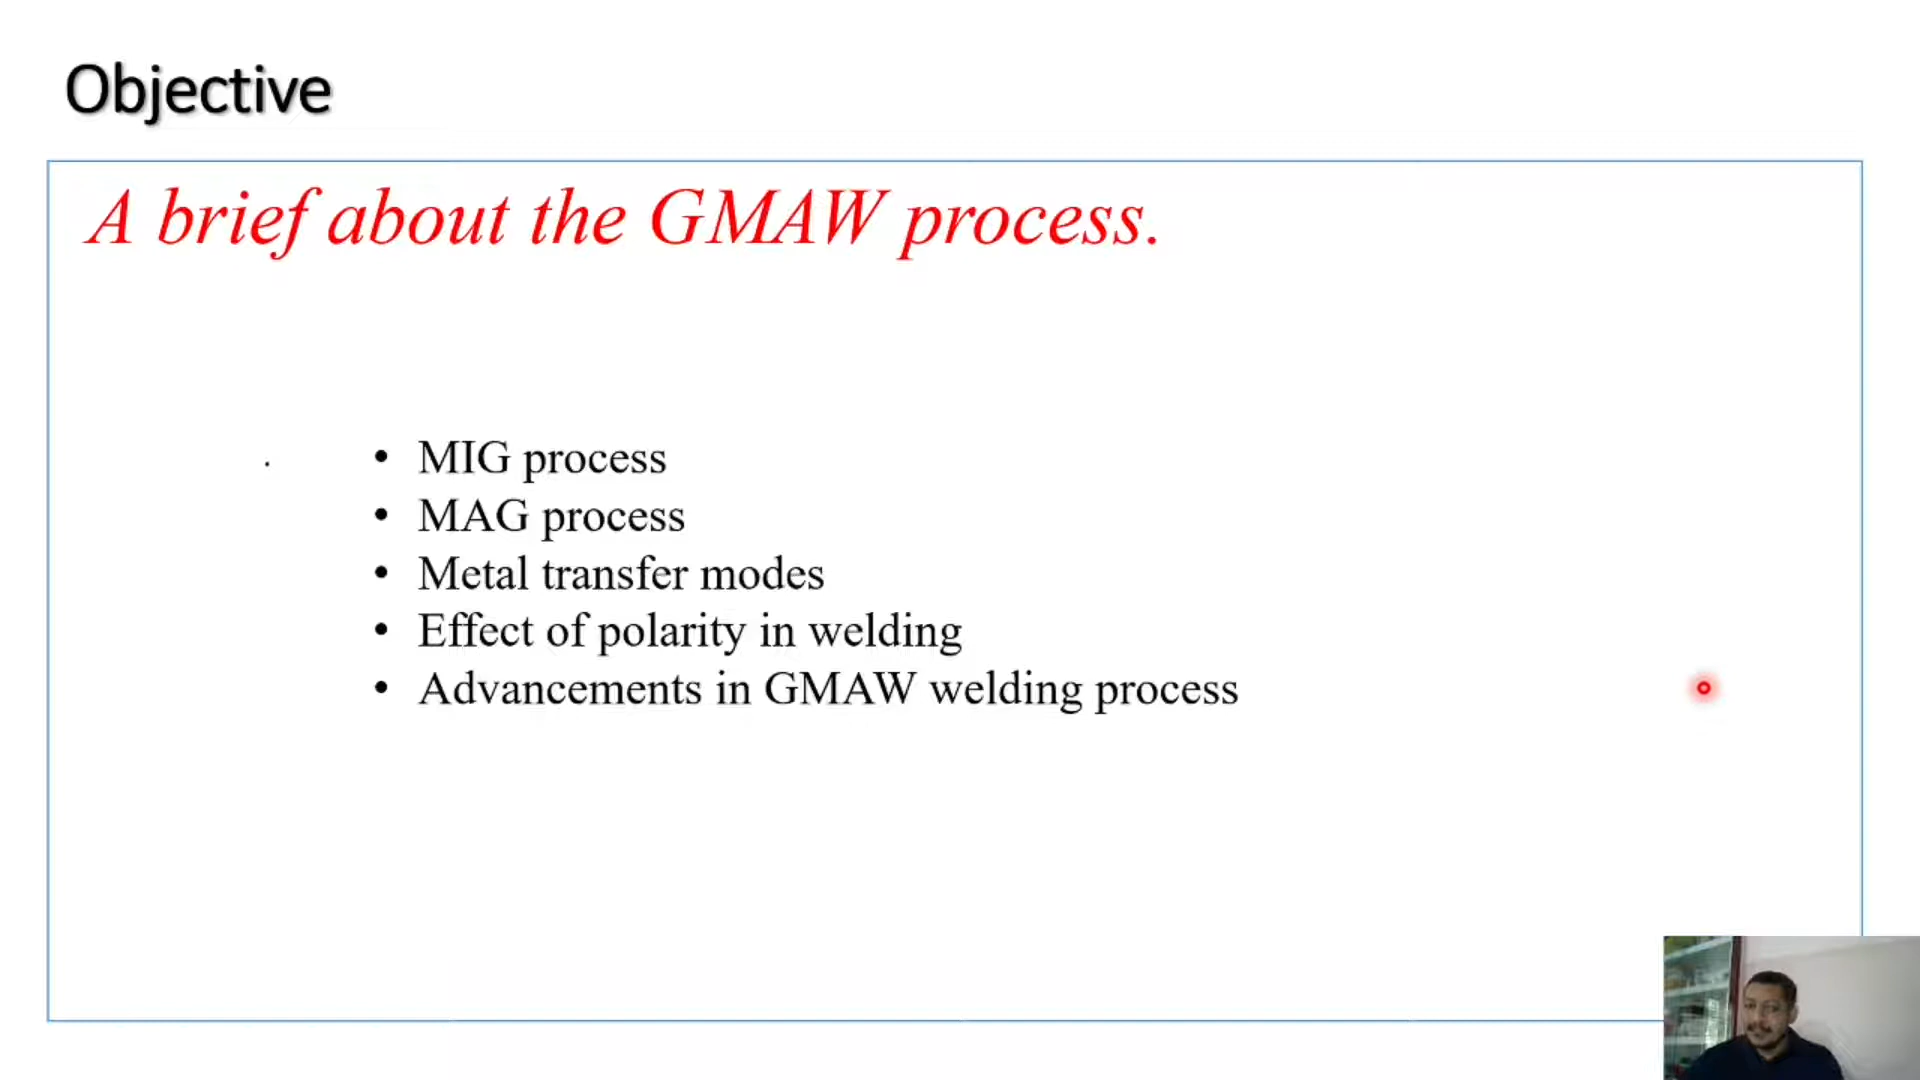 Objective
A brief about the GMAW process.
• MIG process
• MAG process
• Metal transfer modes
• Effect of polarity in welding
• Advancements in GMAW welding process